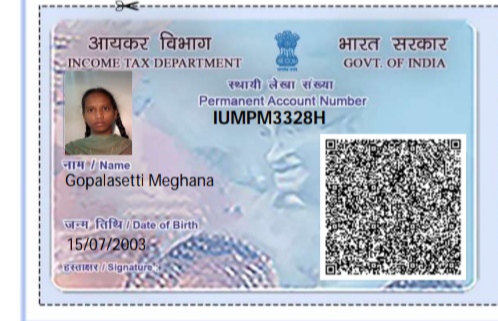 आयकर विभाग
INCOME TAX DEPARTMENT
भारत सरकार
GOVT. OF INDIA
स्थायी लेखा संख्या
Permanent Account Number
IUMPM3328H
नाम / Name
Gopalasetti Meghana
जन्म तिथि / Date of Birth
15/07/2003
हस्ताक्षर / Signature